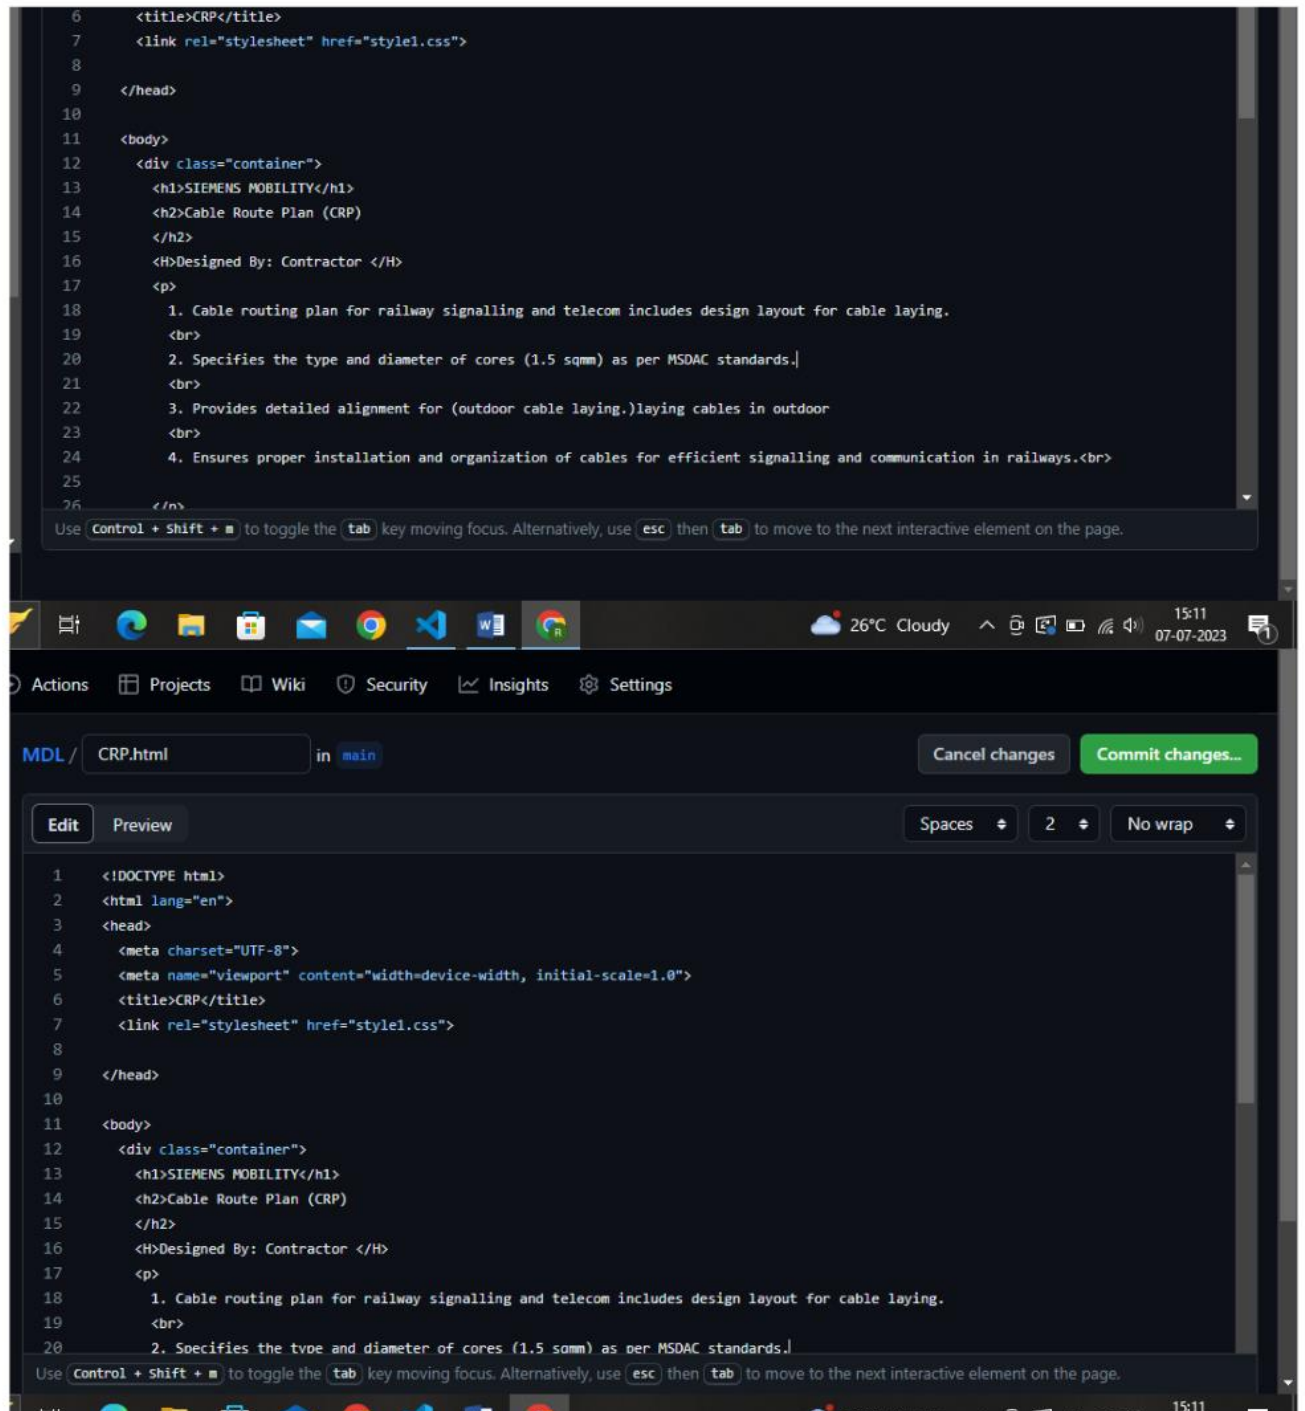 6 <title>CRP</title>
7 <link rel="stylesheet" href="style1.css">
8
9 </head>
10
11 <body>
12 <div class="container">
13 <h1>SIEMENS MOBILITY</h1>
14 <h2>Cable Route Plan (CRP)
15 </h2>
16 <H>Designed By: Contractor </H>
17 <p>
18 1. Cable routing plan for railway signalling and telecom includes design layout for cable laying.
19 <br>
20 2. Specifies the type and diameter of cores (1.5 sqmm) as per MSDAC standards.
21 <br>
22 3. Provides detailed alignment for (outdoor cable laying.)laying cables in outdoor
23 <br>
24 4. Ensures proper installation and organization of cables for efficient signalling and communication in railways.<br>
25
26 </p>
Use Control + Shift + m to toggle the tab key moving focus. Alternatively, use esc then tab to move to the next interactive element on the page.
26°C Cloudy 15:11
07-07-2023 1
Actions Projects Wiki Security Insights Settings
MDL / CRP.html in main Cancel changes Commit changes...
Edit Preview Spaces 2 No wrap
1 <!DOCTYPE html>
2 <html lang="en">
3 <head>
4 <meta charset="UTF-8">
5 <meta name="viewport" content="width=device-width, initial-scale=1.0">
6 <title>CRP</title>
7 <link rel="stylesheet" href="style1.css">
8
9 </head>
10
11 <body>
12 <div class="container">
13 <h1>SIEMENS MOBILITY</h1>
14 <h2>Cable Route Plan (CRP)
15 </h2>
16 <H>Designed By: Contractor </H>
17 <p>
18 1. Cable routing plan for railway signalling and telecom includes design layout for cable laying.
19 <br>
20 2. Specifies the type and diameter of cores (1.5 sqmm) as per MSDAC standards.
Use Control + Shift + m to toggle the tab key moving focus. Alternatively, use esc then tab to move to the next interactive element on the page.
15:11